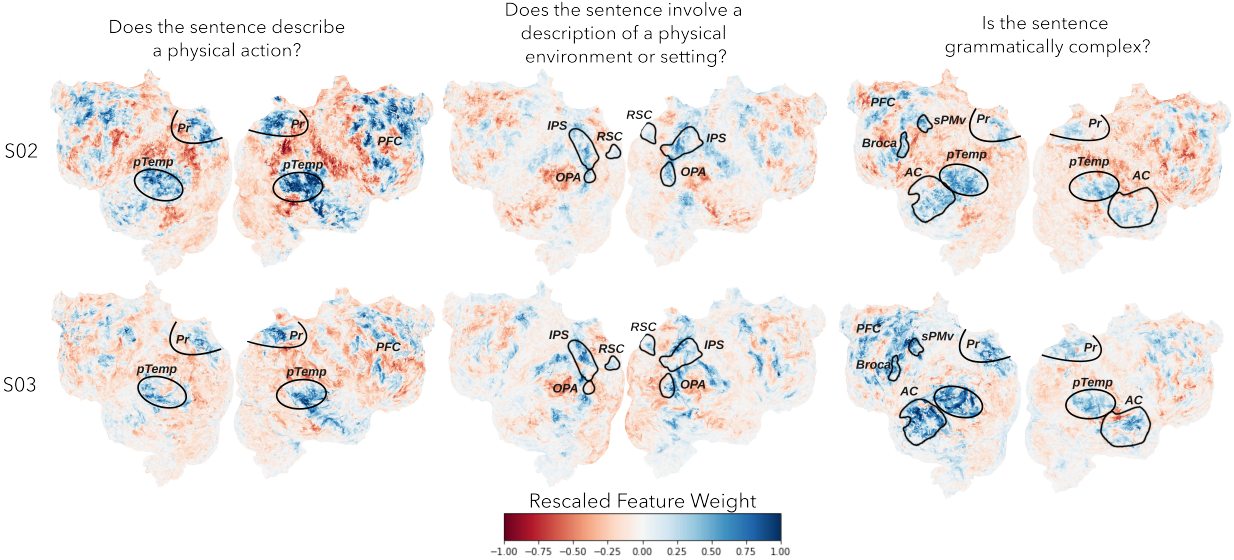 Does the sentence describe
a physical action?
Does the sentence involve a
description of a physical
environment or setting?
Is the sentence
grammatically complex?
S02
Pr
pTemp
Pr
pTemp
PFC
IPS
RSC
OPA
RSC
IPS
OPA
PFC
sPMv
Pr
Broca
pTemp
AC
Pr
pTemp
AC
S03
Pr
pTemp
Pr
pTemp
PFC
IPS
RSC
OPA
RSC
IPS
OPA
PFC
sPMv
Pr
Broca
AC
Pr
pTemp
AC
Rescaled Feature Weight
−1.00 −0.75 −0.50 −0.25 0.00 0.25 0.50 0.75 1.00